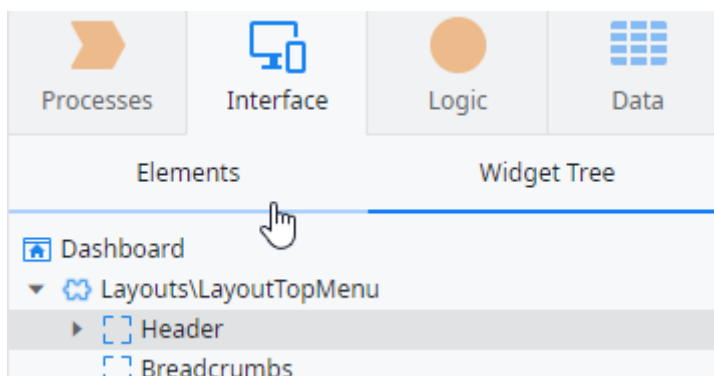 Processes Interface Logic Data
Elements Widget Tree
Dashboard
Layouts\LayoutTopMenu
Header
Breadcrumbs